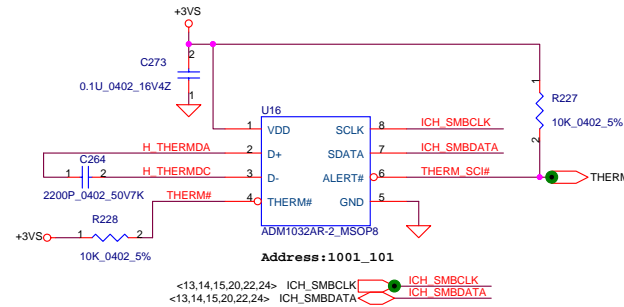 +3VS
C273
2
1
0.1U_0402_16V4Z
U16
1 VDD SCLK 8 ICH_SMBCLK
H_THERMDA 2 D+ SDATA 7 ICH_SMBDATA
H_THERMDC 3 D- ALERT# 6 THERM_SCI#
THERM# 4 THERM# GND 5
ADM1032AR-2_MSOP8
C264
1 2
2200P_0402_50V7K
R228
+3VS 1 2
10K_0402_5%
1
R227
10K_0402_5%
2
THERM
Address:1001_101
<13,14,15,20,22,24> ICH_SMBCLK ICH_SMBCLK
<13,14,15,20,22,24> ICH_SMBDATA ICH_SMBDATA